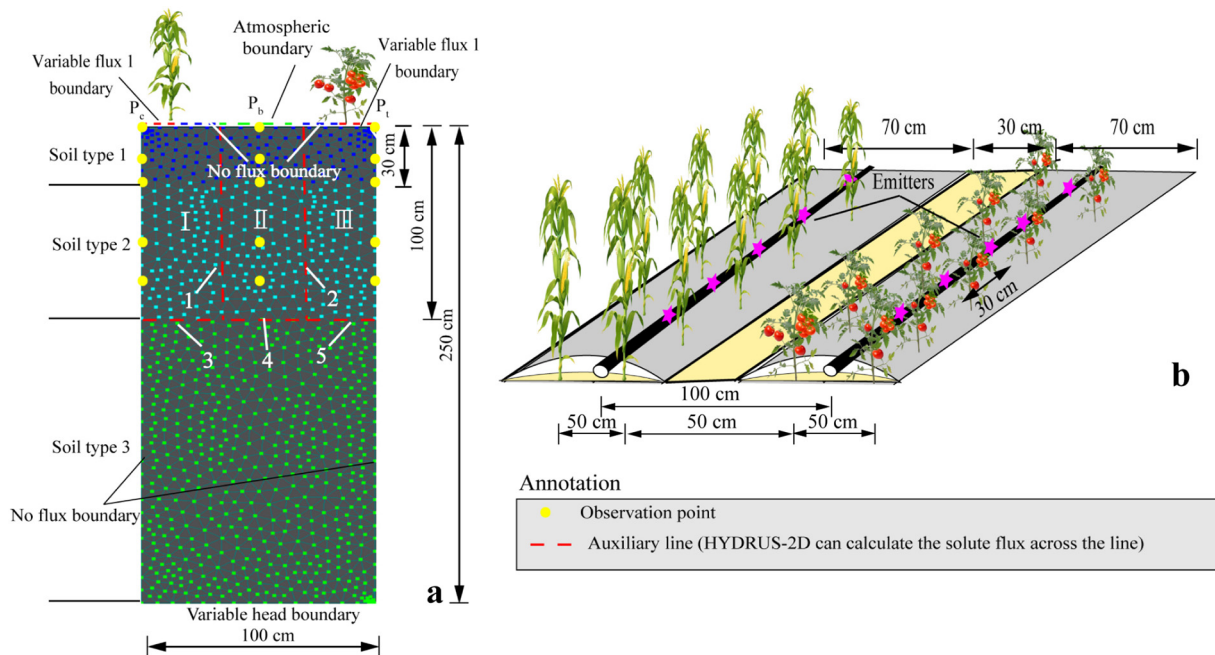 Atmospheric
boundary
Variable flux 1
boundary
Variable flux 1
boundary
Pc
Pb
Pt
Soil type 1
No flux boundary
30 cm
Soil type 2
I
II
III
100 cm
1
2
3
4
5
250 cm
Soil type 3
No flux boundary
a
Variable head boundary
100 cm
70 cm
30 cm
70 cm
Emitters
30 cm
b
100 cm
50 cm
50 cm
50 cm
Annotation
Observation point
Auxiliary line (HYDRUS-2D can calculate the solute flux across the line)